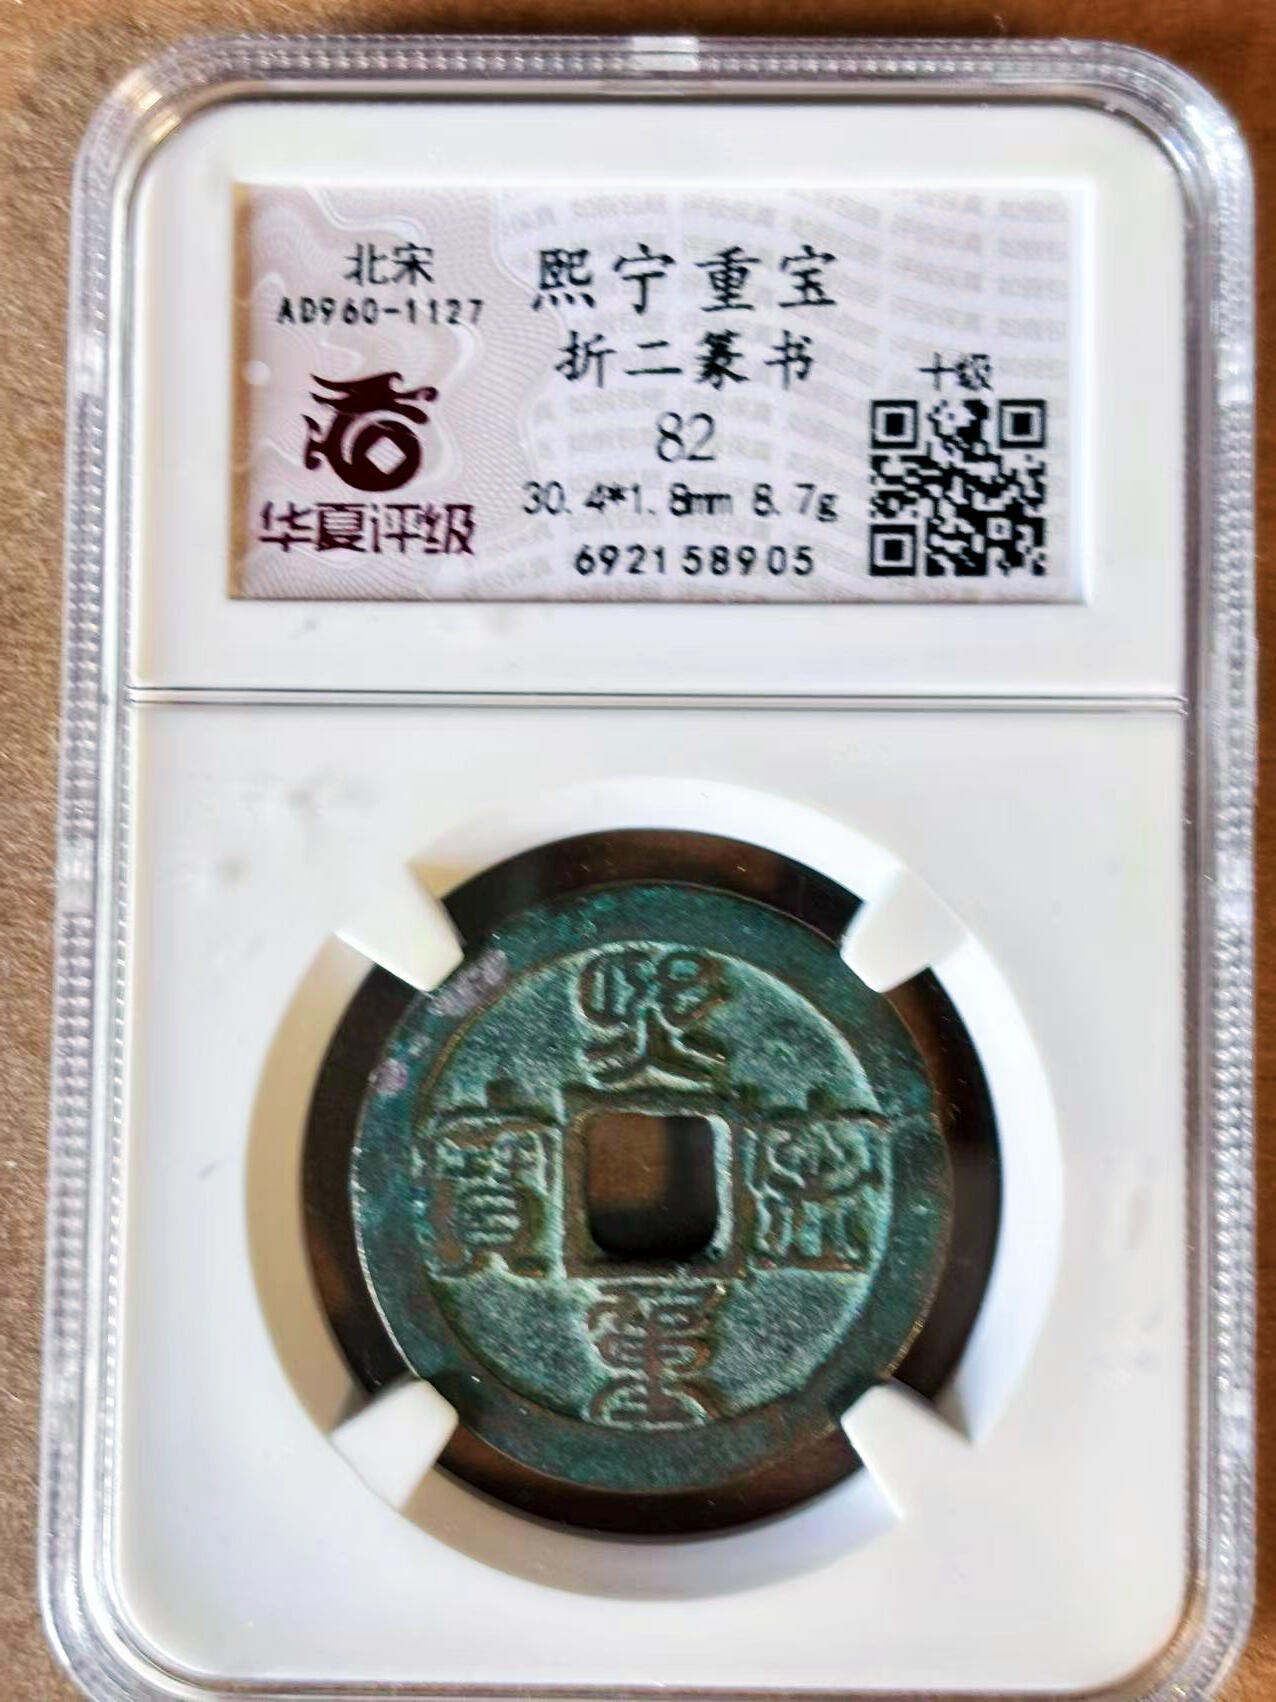 北宋
AD960-1127
华夏评级
熙宁重宝
折二篆书
82
30.4*1.8mm 8.7g
692158905
十级
熙
寧
重
寶